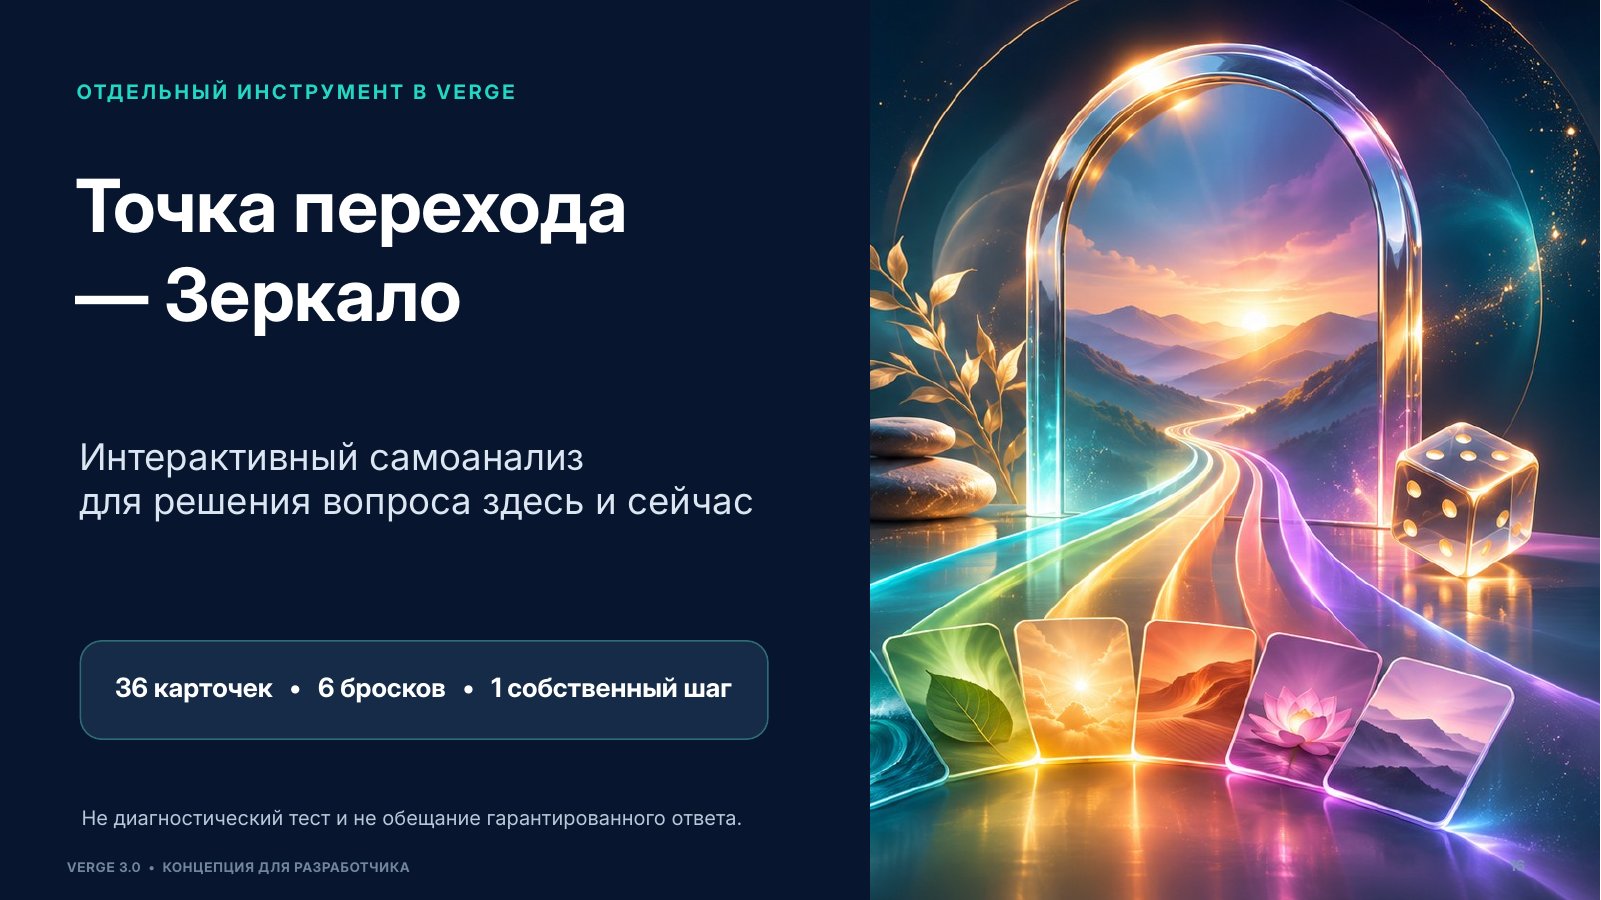 ОТДЕЛЬНЫЙ ИНСТРУМЕНТ В VERGE
Точка перехода
— Зеркало
Интерактивный самоанализ
для решения вопроса здесь и сейчас
36 карточек • 6 бросков • 1 собственный шаг
Не диагностический тест и не обещание гарантированного ответа.
VERGE 3.0 • КОНЦЕПЦИЯ ДЛЯ РАЗРАБОТЧИКА